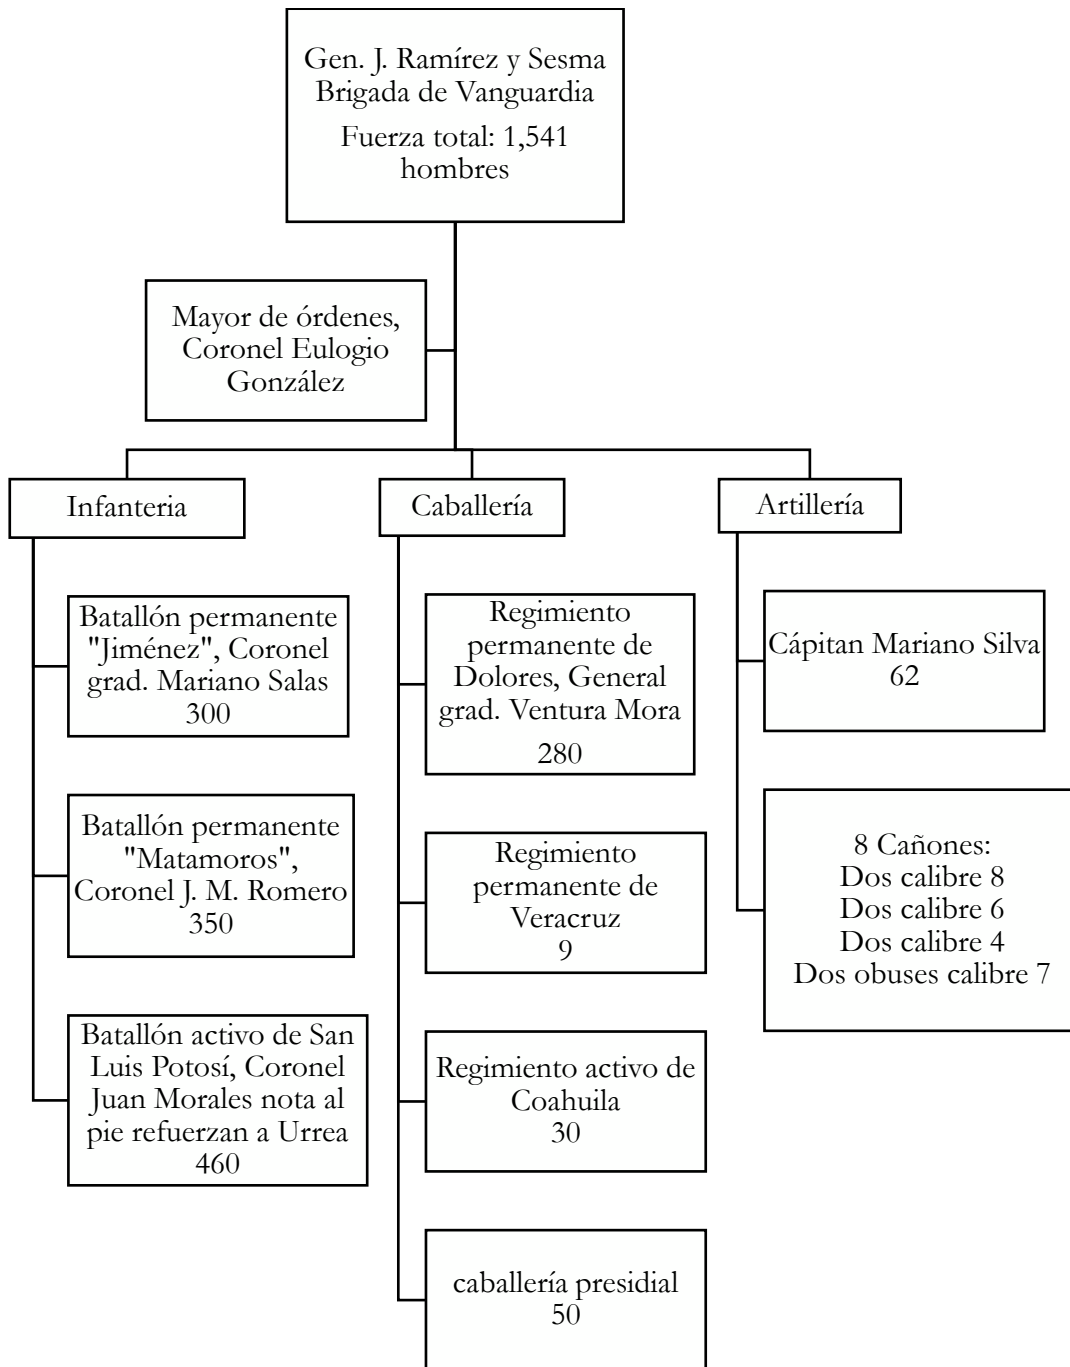 Gen. J. Ramírez y Sesma
Brigada de Vanguardia
Fuerza total: 1,541
hombres
Mayor de órdenes,
Coronel Eulogio
González
Infanteria
Batallón permanente
"Jiménez", Coronel
grad. Mariano Salas
300
Batallón permanente
"Matamoros",
Coronel J. M. Romero
350
Batallón activo de San
Luis Potosí, Coronel
Juan Morales nota al
pie refuerzan a Urrea
460
Caballería
Regimiento
permanente de
Dolores, General
grad. Ventura Mora
280
Regimiento
permanente de
Veracruz
9
Regimiento activo de
Coahuila
30
caballería presidial
50
Artillería
Cápitan Mariano Silva
62
8 Cañones:
Dos calibre 8
Dos calibre 6
Dos calibre 4
Dos obuses calibre 7